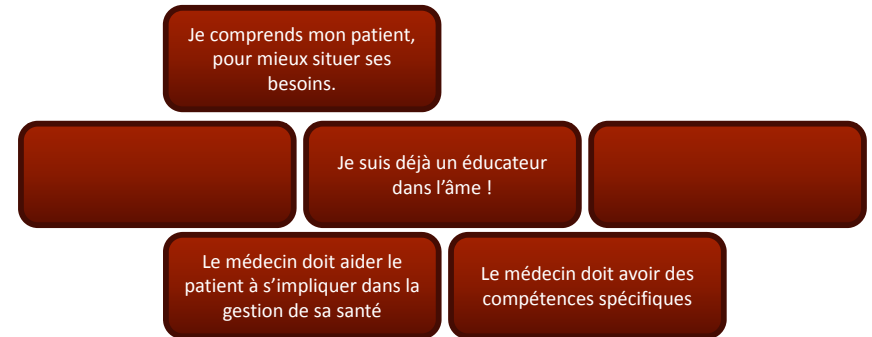 Je comprends mon patient,
pour mieux situer ses
besoins.
Je suis déjà un éducateur
dans l’âme !
Le médecin doit aider le
patient à s’impliquer dans la
gestion de sa santé
Le médecin doit avoir des
compétences spécifiques